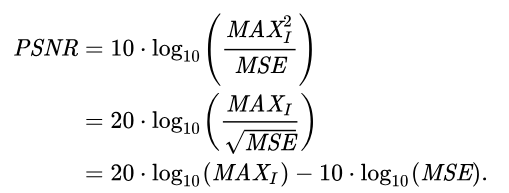 PSNR = 10 · log₁₀ ( MAX_I² / MSE )
= 20 · log₁₀ ( MAX_I / √MSE )
= 20 · log₁₀ (MAX_I) − 10 · log₁₀ (MSE).